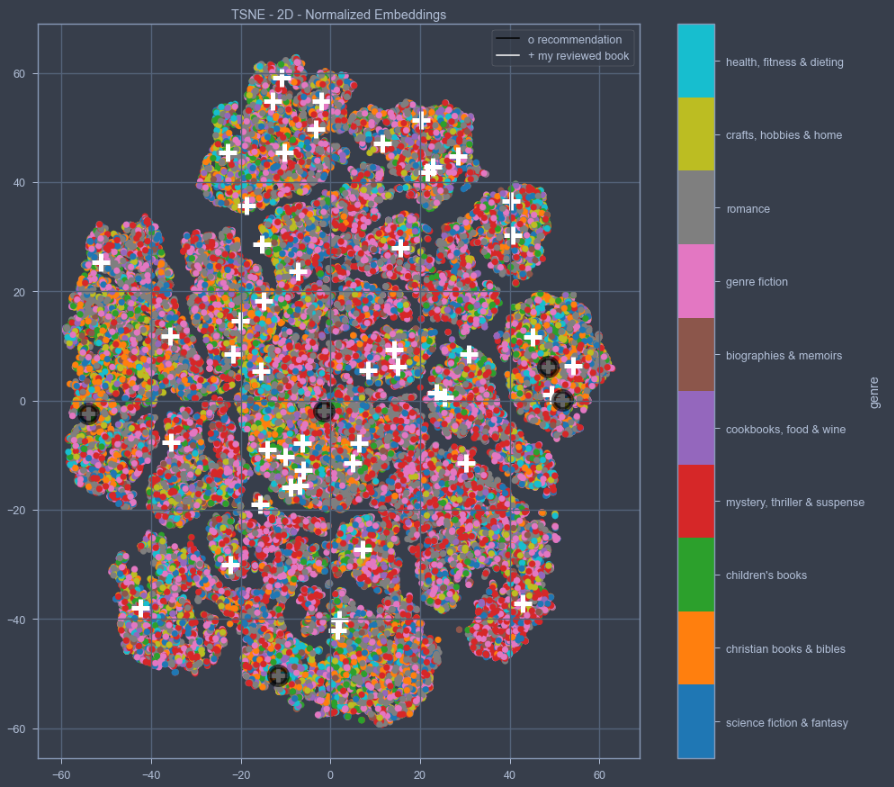 TSNE - 2D - Normalized Embeddings
o recommendation
+ my reviewed book
60
40
20
0
−20
−40
−60
−60
−40
−20
0
20
40
60
health, fitness & dieting
crafts, hobbies & home
romance
genre fiction
biographies & memoirs
cookbooks, food & wine
mystery, thriller & suspense
children's books
christian books & bibles
science fiction & fantasy
genre